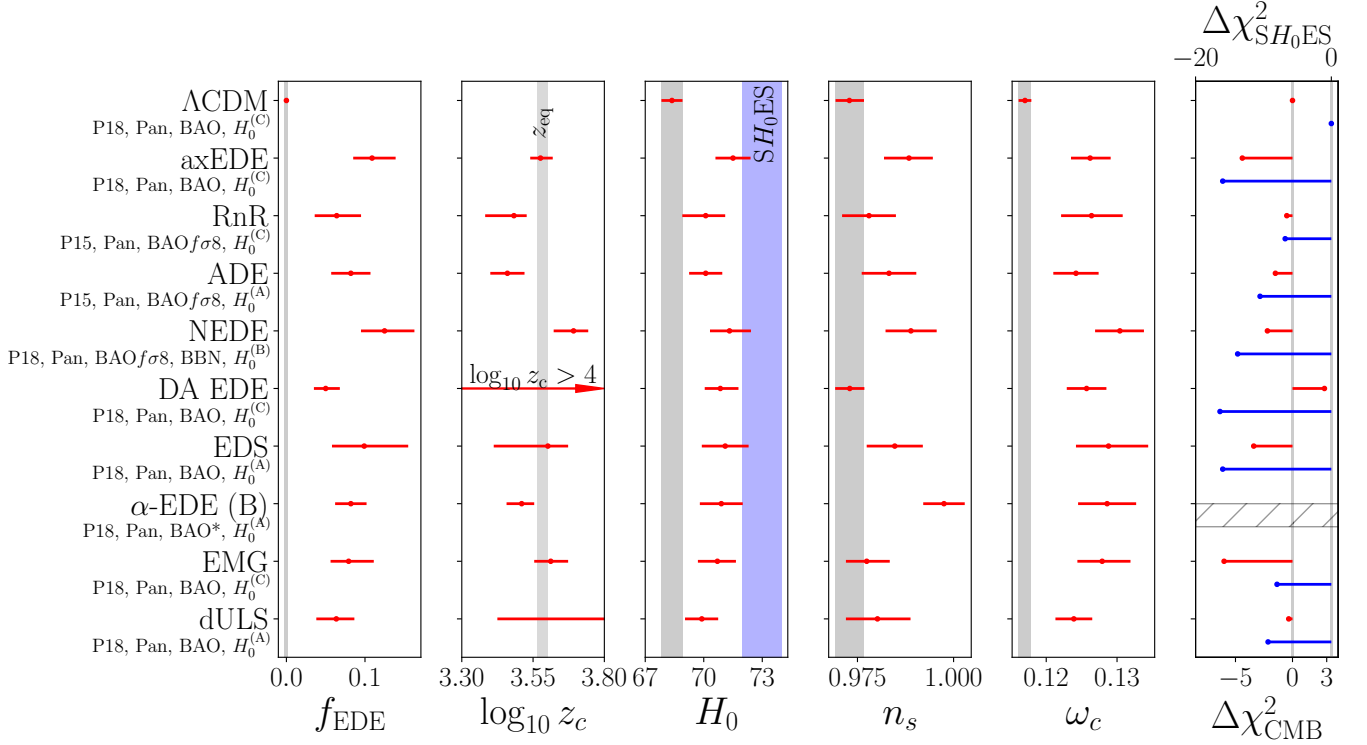 Δχ²_SH₀ES
−20 0
ΛCDM
P18, Pan, BAO, H₀^(C)
axEDE
P18, Pan, BAO, H₀^(C)
RnR
P15, Pan, BAOfσ8, H₀^(C)
ADE
P15, Pan, BAOfσ8, H₀^(A)
NEDE
P18, Pan, BAOfσ8, BBN, H₀^(B)
DA EDE
P18, Pan, BAO, H₀^(C)
EDS
P18, Pan, BAO, H₀^(A)
α-EDE (B)
P18, Pan, BAO*, H₀^(A)
EMG
P18, Pan, BAO, H₀^(C)
dULS
P18, Pan, BAO, H₀^(A)
z_eq
log₁₀ z_c > 4
SH₀ES
0.0 0.1
f_EDE
3.30 3.55 3.80
log₁₀ z_c
67 70 73
H₀
0.975 1.000
n_s
0.12 0.13
ω_c
−5 0 3
Δχ²_CMB